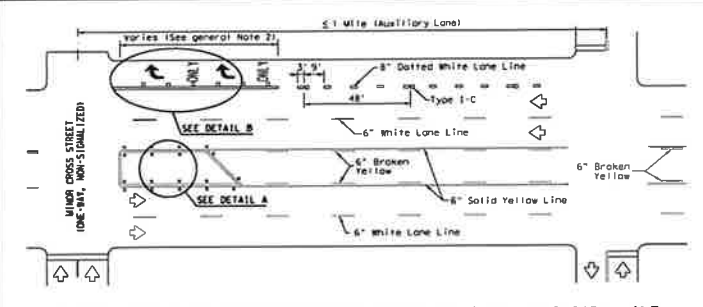 ≤ 1 Mile (Auxiliary Lane)
Varies (See general Note 2)
ONLY
ONLY
3' 9'
8" Dotted White Lane Line
48'
Type I-C
SEE DETAIL B
6" White Lane Line
MINOR CROSS STREET
(ONE-WAY, NON-SIGNALIZED)
6" Broken
Yellow
6" Broken
Yellow
SEE DETAIL A
6" Solid Yellow Line
6" White Lane Line